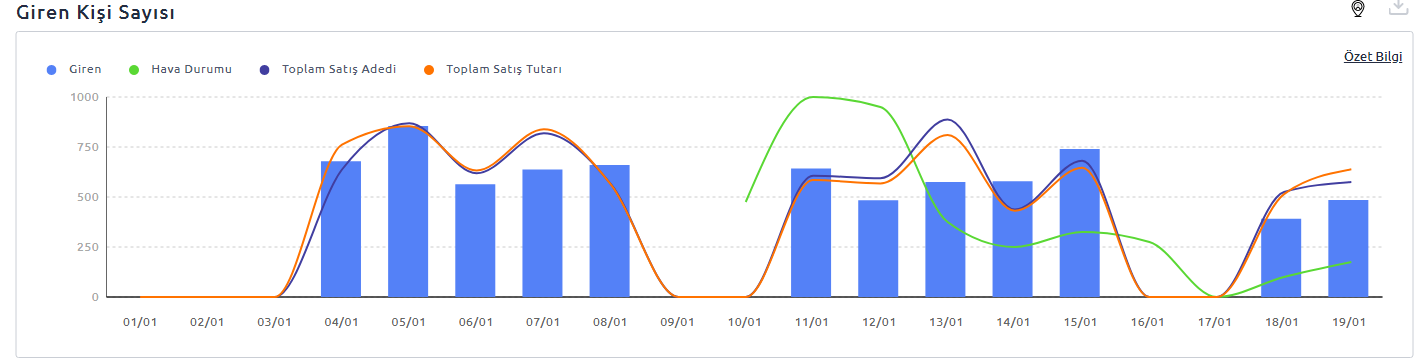 Giren Kişi Sayısı
Özet Bilgi
Giren Hava Durumu Toplam Satış Adedi Toplam Satış Tutarı
1000
750
500
250
0
01/01 02/01 03/01 04/01 05/01 06/01 07/01 08/01 09/01 10/01 11/01 12/01 13/01 14/01 15/01 16/01 17/01 18/01 19/01